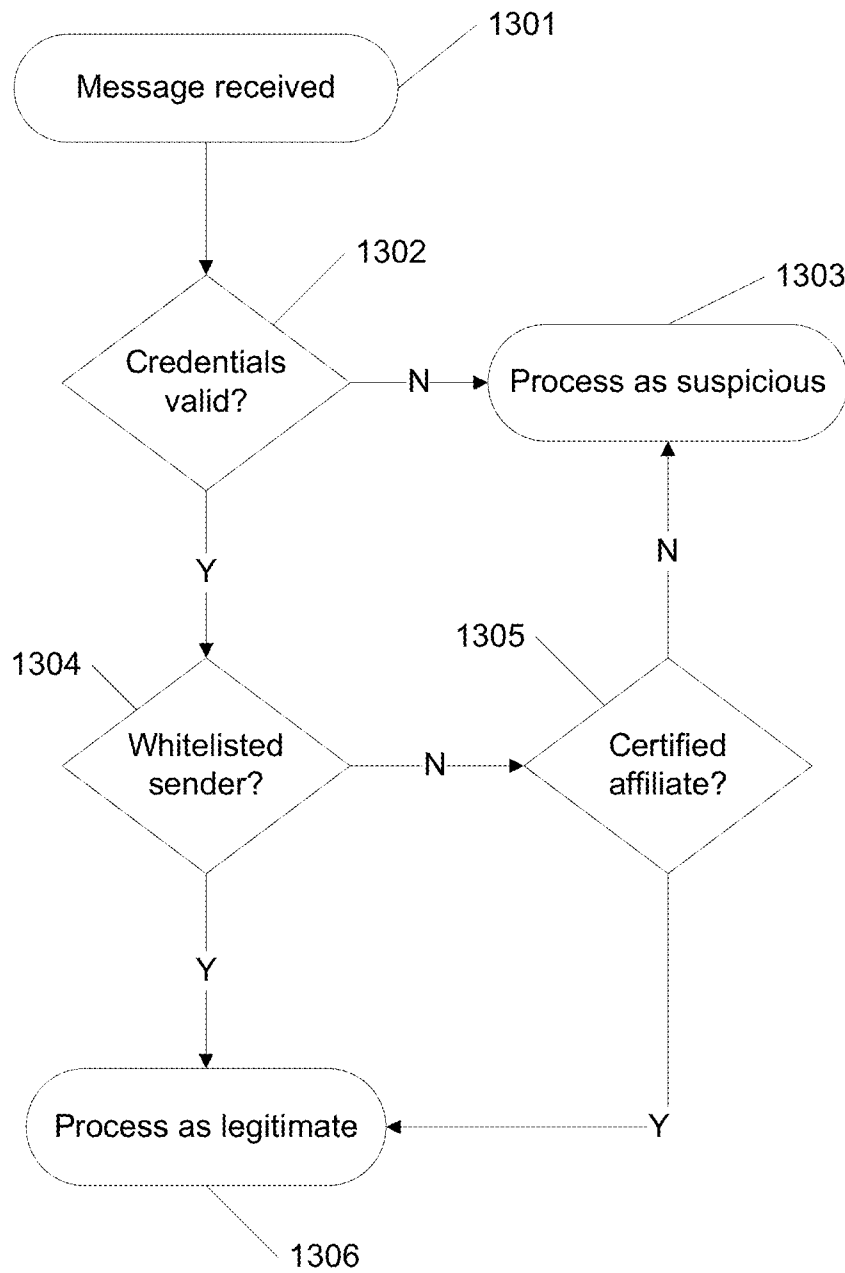 1301
Message received
1302
1303
Credentials
valid?
N
Process as suspicious
Y
N
1304
1305
Whitelisted
sender?
N
Certified
affiliate?
Y
Process as legitimate
Y
1306